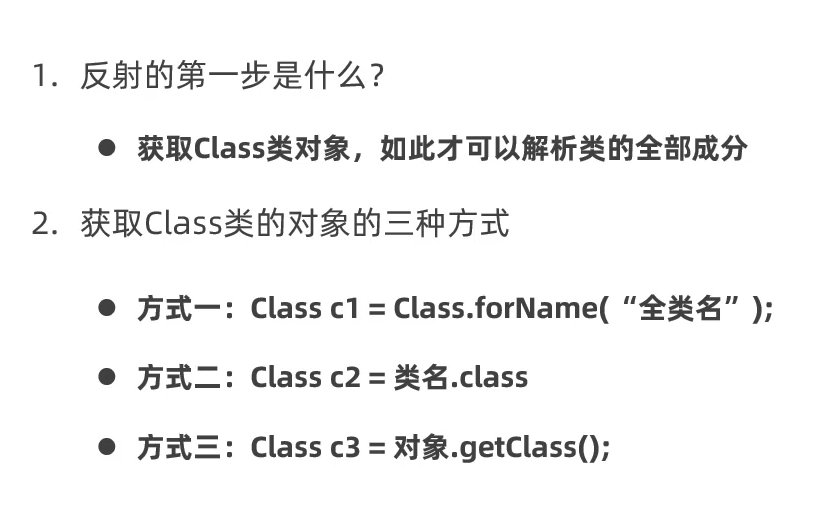 1. 反射的第一步是什么？
● 获取Class类对象，如此才可以解析类的全部成分
2. 获取Class类的对象的三种方式
● 方式一：Class c1 = Class.forName(“全类名”);
● 方式二：Class c2 = 类名.class
● 方式三：Class c3 = 对象.getClass();